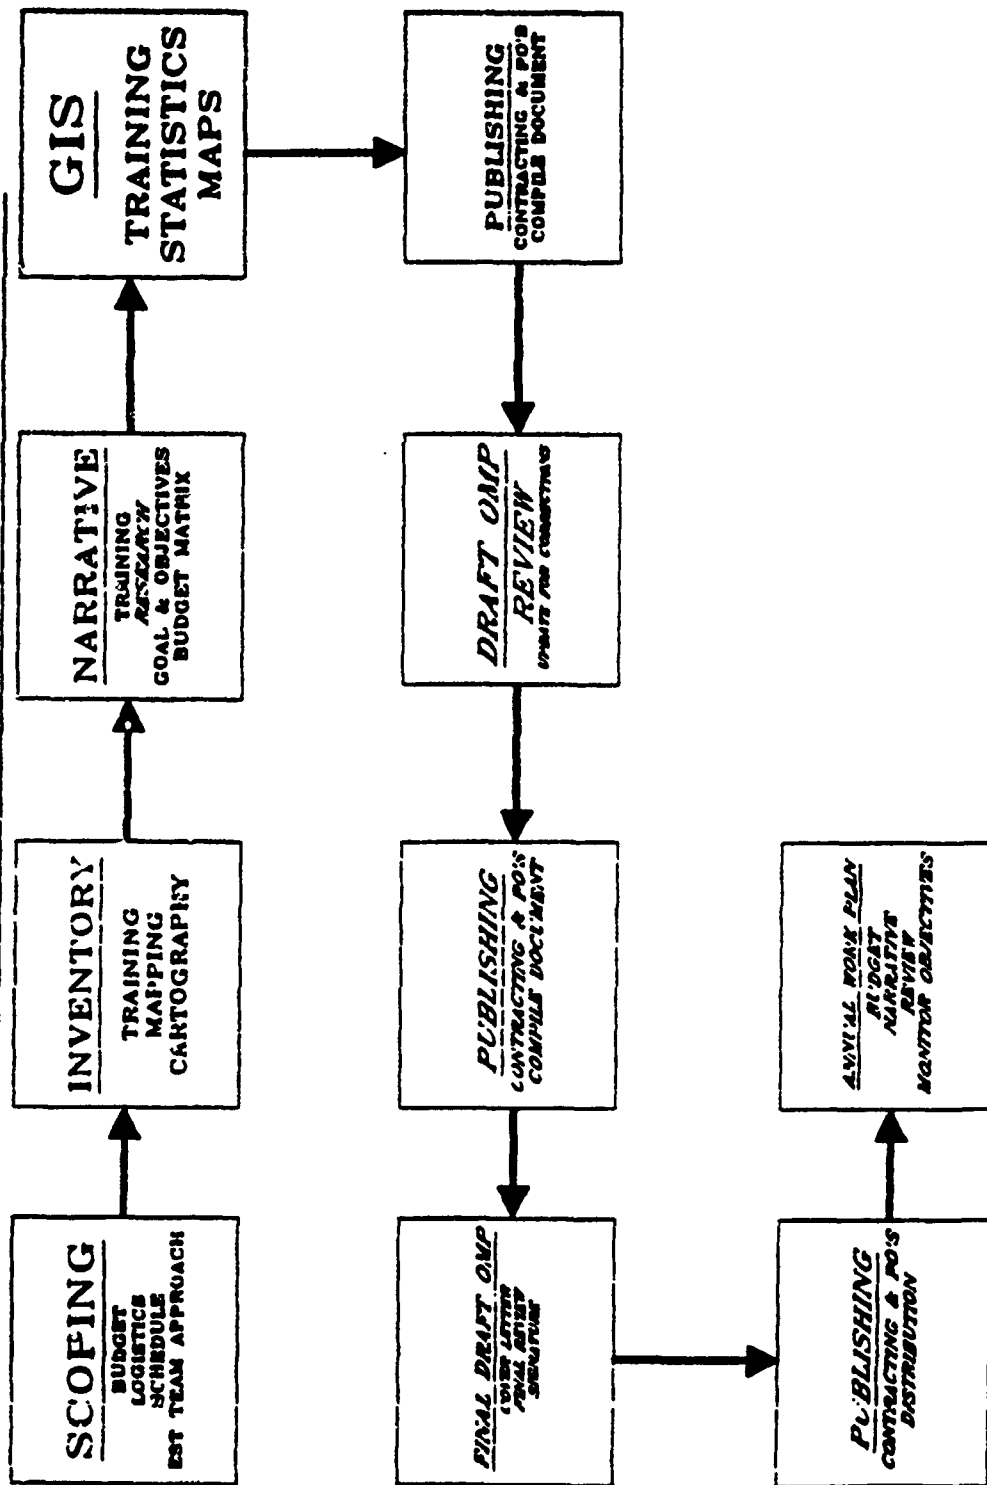 SCOPING
BUDGET
LOGISTICS
SCHEDULE
EST TEAM APPROACH
INVENTORY
TRAINING
MAPPING
CARTOGRAPHY
NARRATIVE
TRAINING
RESEARCH
GOAL & OBJECTIVES
BUDGET MATRIX
GIS
TRAINING
STATISTICS
MAPS
PUBLISHING
CONTRACTING & PO'S
COMPILE DOCUMENT
DRAFT OMP
REVIEW
UPDATE FOR CORRECTIONS
PUBLISHING
CONTRACTING & PO'S
COMPILE DOCUMENT
FINAL DRAFT OMP
COVER LETTER
FINAL REVIEW
SIGNATURE
PUBLISHING
CONTRACTING & PO'S
DISTRIBUTION
ANNUAL WORK PLAN
BUDGET
NARRATIVE
REVIEW
MONITOR OBJECTIVES